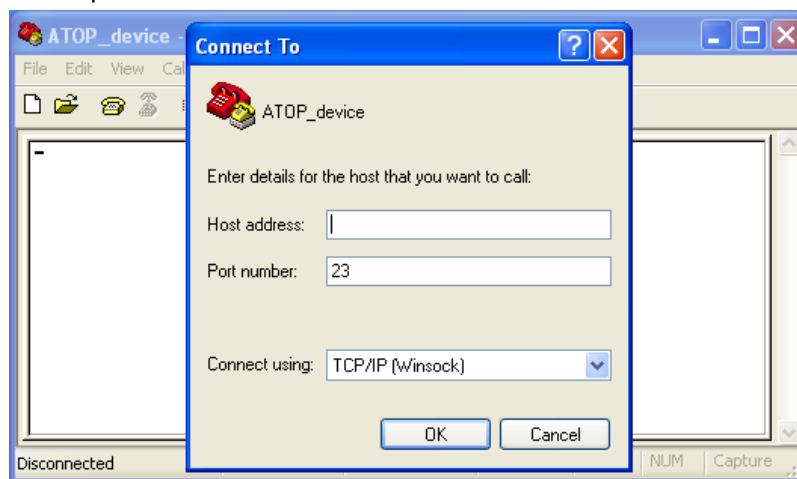 ATOP_device -
Connect To
File Edit View Cal
ATOP_device
Enter details for the host that you want to call:
Host address:
Port number: 23
Connect using: TCP/IP (Winsock)
OK Cancel
Disconnected NUM Capture